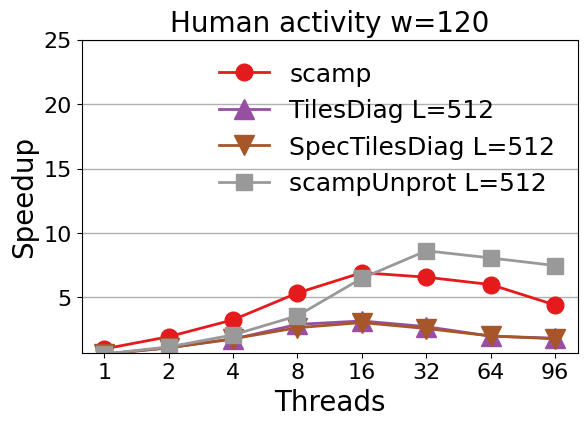 Human activity w=120
25
20
15
10
5
Speedup
scamp
TilesDiag L=512
SpecTilesDiag L=512
scampUnprot L=512
1 2 4 8 16 32 64 96
Threads